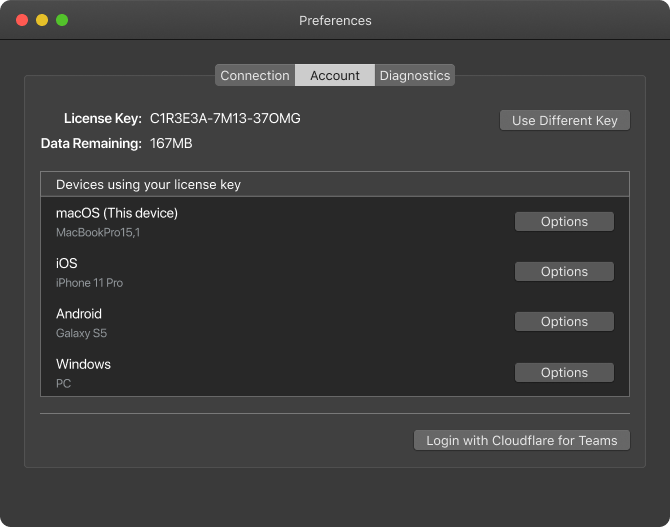 Preferences
Connection Account Diagnostics
License Key: C1R3E3A-7M13-37OMG Use Different Key
Data Remaining: 167MB
Devices using your license key
macOS (This device)
MacBookPro15,1
Options
iOS
iPhone 11 Pro
Options
Android
Galaxy S5
Options
Windows
PC
Options
Login with Cloudflare for Teams